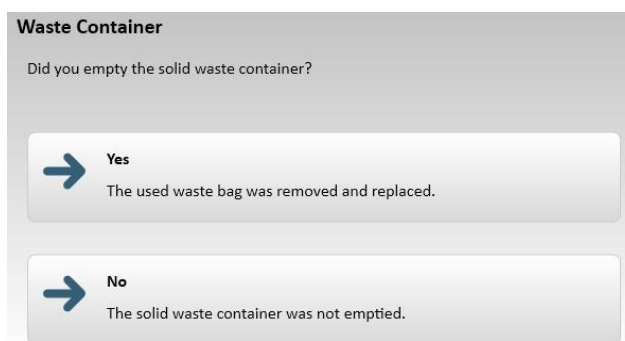 Waste Container
Did you empty the solid waste container?
Yes
The used waste bag was removed and replaced.
No
The solid waste container was not emptied.